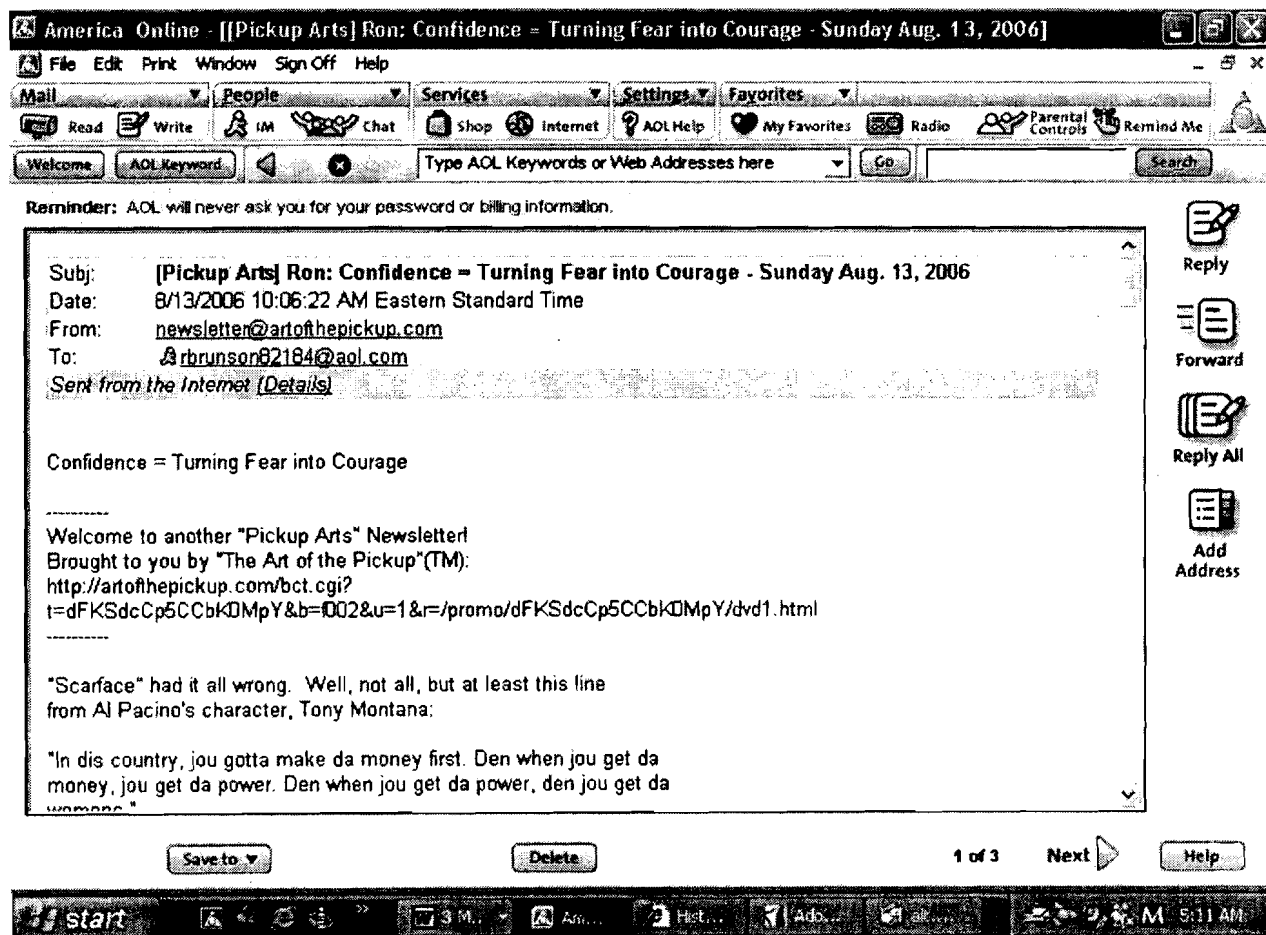 America Online - [[Pickup Arts] Ron: Confidence = Turning Fear into Courage - Sunday Aug. 13, 2006]
File Edit Print Window Sign Off Help
Mail People Services Settings Favorites
Read Write IM Chat Shop Internet AOL Help My Favorites Radio Parental Controls Remind Me
Welcome AOL Keyword Type AOL Keywords or Web Addresses here Go Search
Reminder: AOL will never ask you for your password or billing information.
Subj: [Pickup Arts] Ron: Confidence = Turning Fear into Courage - Sunday Aug. 13, 2006
Date: 8/13/2006 10:06:22 AM Eastern Standard Time
From: newsletter@artofthepickup.com
To: rbrunson82184@aol.com
Sent from the Internet (Details)
Reply
Forward
Reply All
Add Address
Confidence = Turning Fear into Courage
----------
Welcome to another "Pickup Arts" Newsletter!
Brought to you by "The Art of the Pickup"(TM):
http://artofthepickup.com/bct.cgi?
t=dFKSdcCp5CCbKDMpY&b=f002&u=1&r=/promo/dFKSdcCp5CCbKDMpY/dvd1.html
----------
"Scarface" had it all wrong. Well, not all, but at least this line
from Al Pacino's character, Tony Montana:
"In dis country, jou gotta make da money first. Den when jou get da
money, jou get da power. Den when jou get da power, den jou get da
Save to Delete 1 of 3 Next Help
start 3 M... Am... Hist... Ado... alt... M 5:11 AM